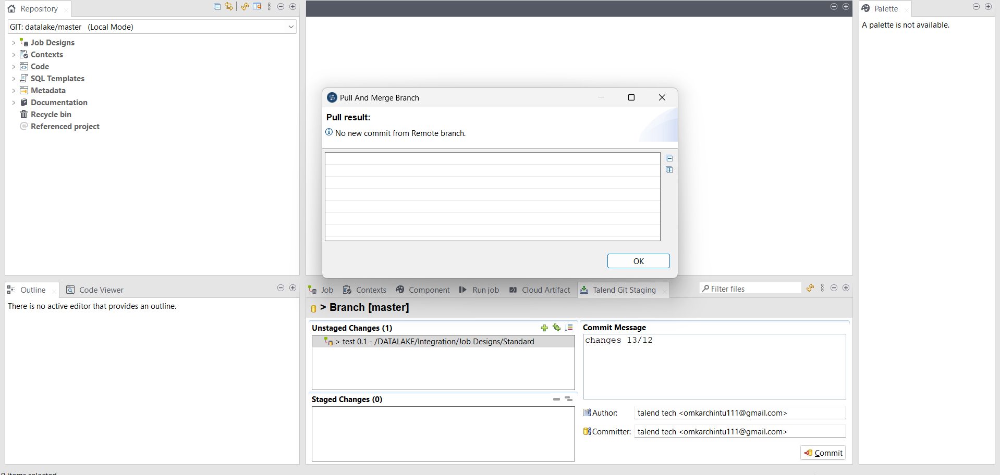 Repository
GIT: datalake/master   (Local Mode)
Job Designs
Contexts
Code
SQL Templates
Metadata
Documentation
Recycle bin
Referenced project
Palette
A palette is not available.
Pull And Merge Branch
Pull result:
No new commit from Remote branch.
OK
Outline
Code Viewer
There is no active editor that provides an outline.
Job
Contexts
Component
Run job
Cloud Artifact
Talend Git Staging
Filter files
> Branch [master]
Unstaged Changes (1)
> test 0.1 - /DATALAKE/Integration/Job Designs/Standard
Staged Changes (0)
Commit Message
changes 13/12
Author:
talend tech <omkarchintu111@gmail.com>
Committer:
talend tech <omkarchintu111@gmail.com>
Commit
items selected